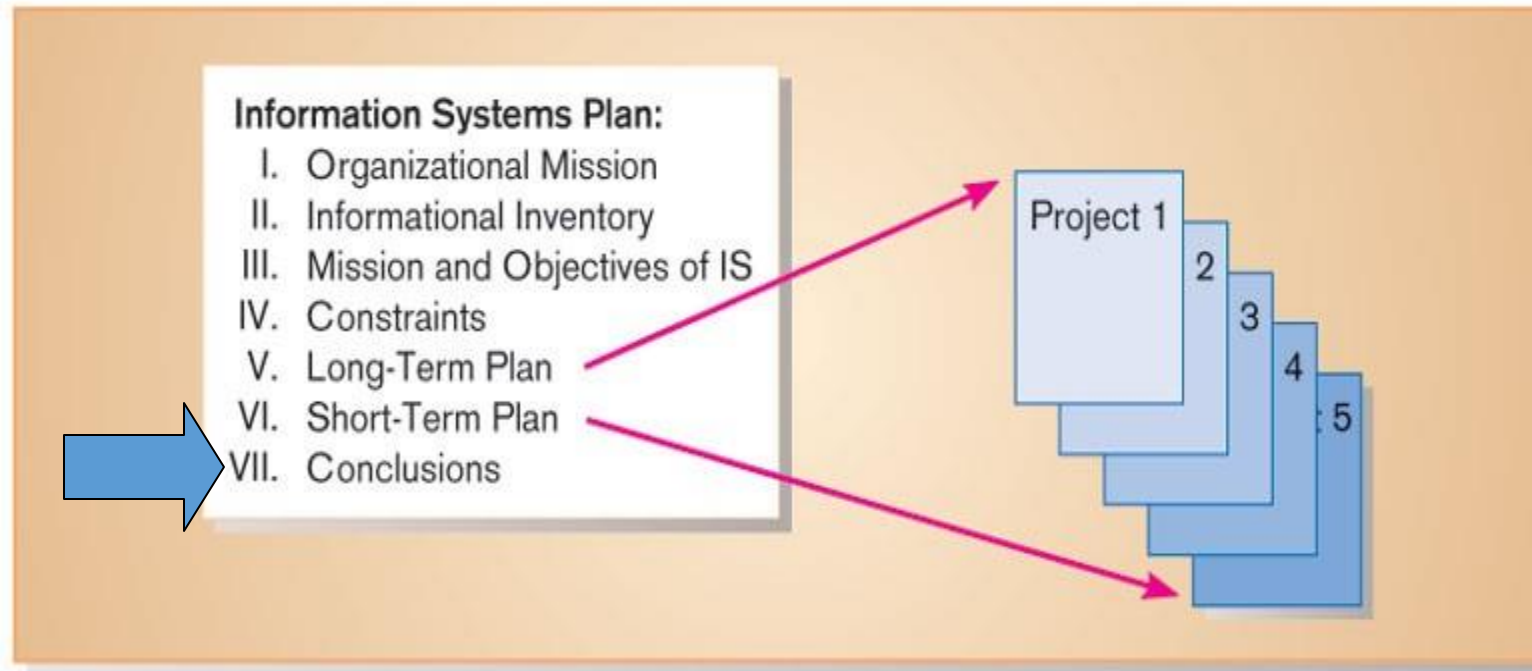 Information Systems Plan:
I. Organizational Mission
II. Informational Inventory
III. Mission and Objectives of IS
IV. Constraints
V. Long-Term Plan
VI. Short-Term Plan
VII. Conclusions
Project 1
2
3
4
5